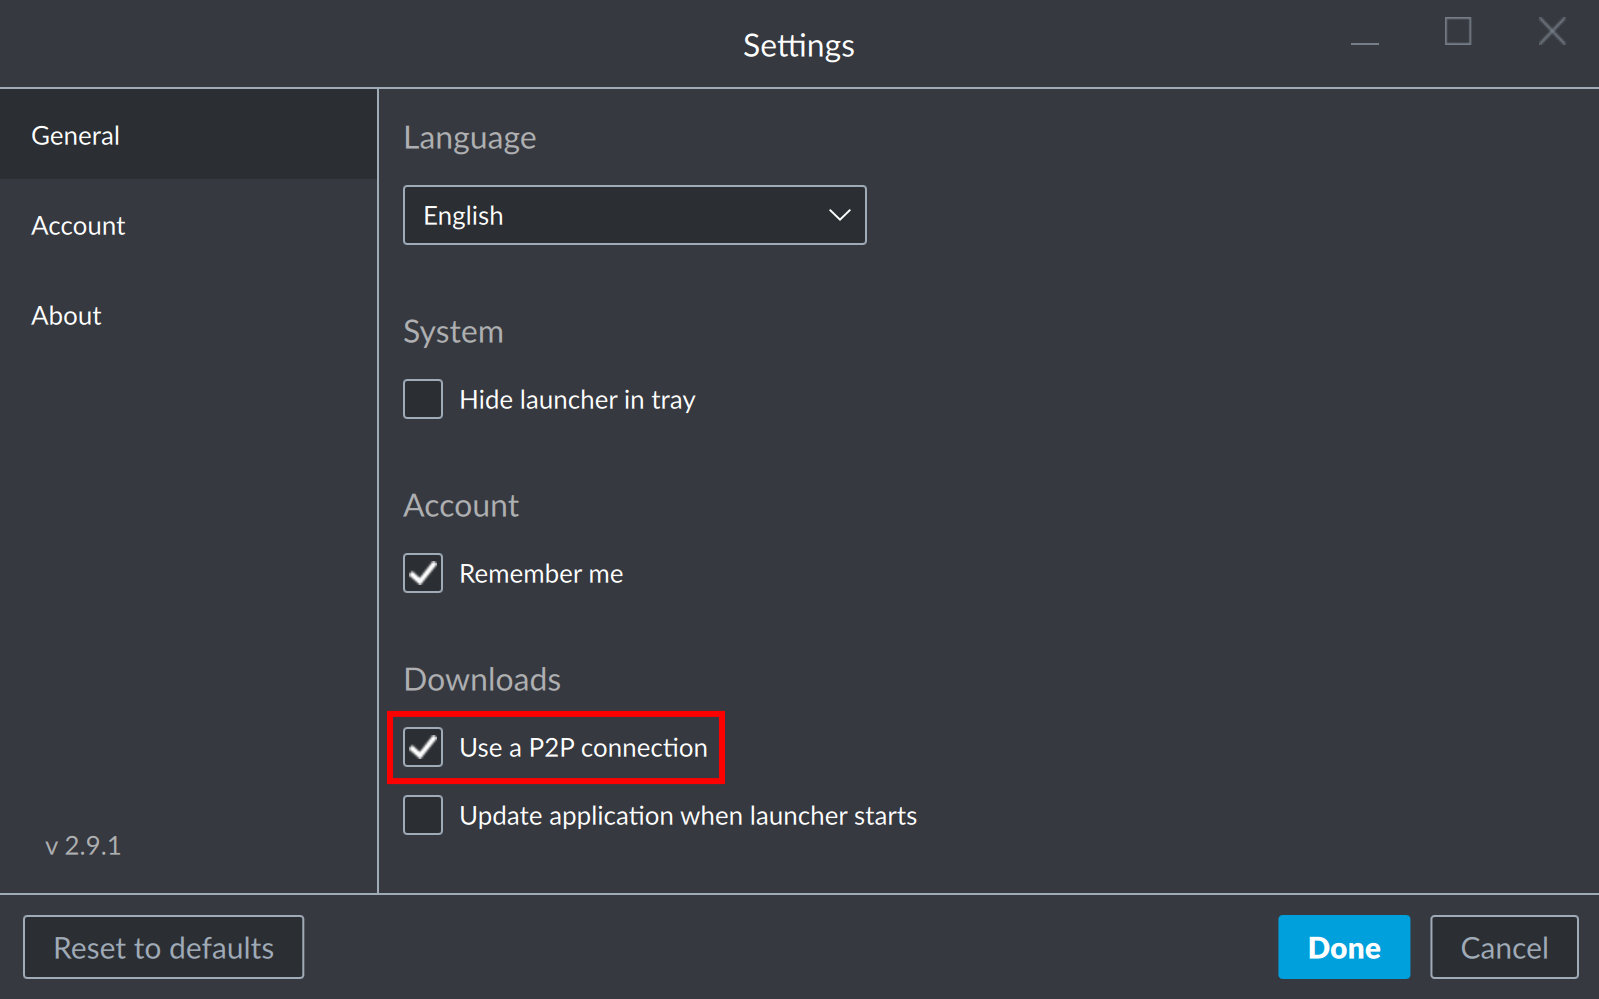 Settings
General
Account
About
v 2.9.1
Language
English
System
Hide launcher in tray
Account
Remember me
Downloads
Use a P2P connection
Update application when launcher starts
Reset to defaults
Done
Cancel